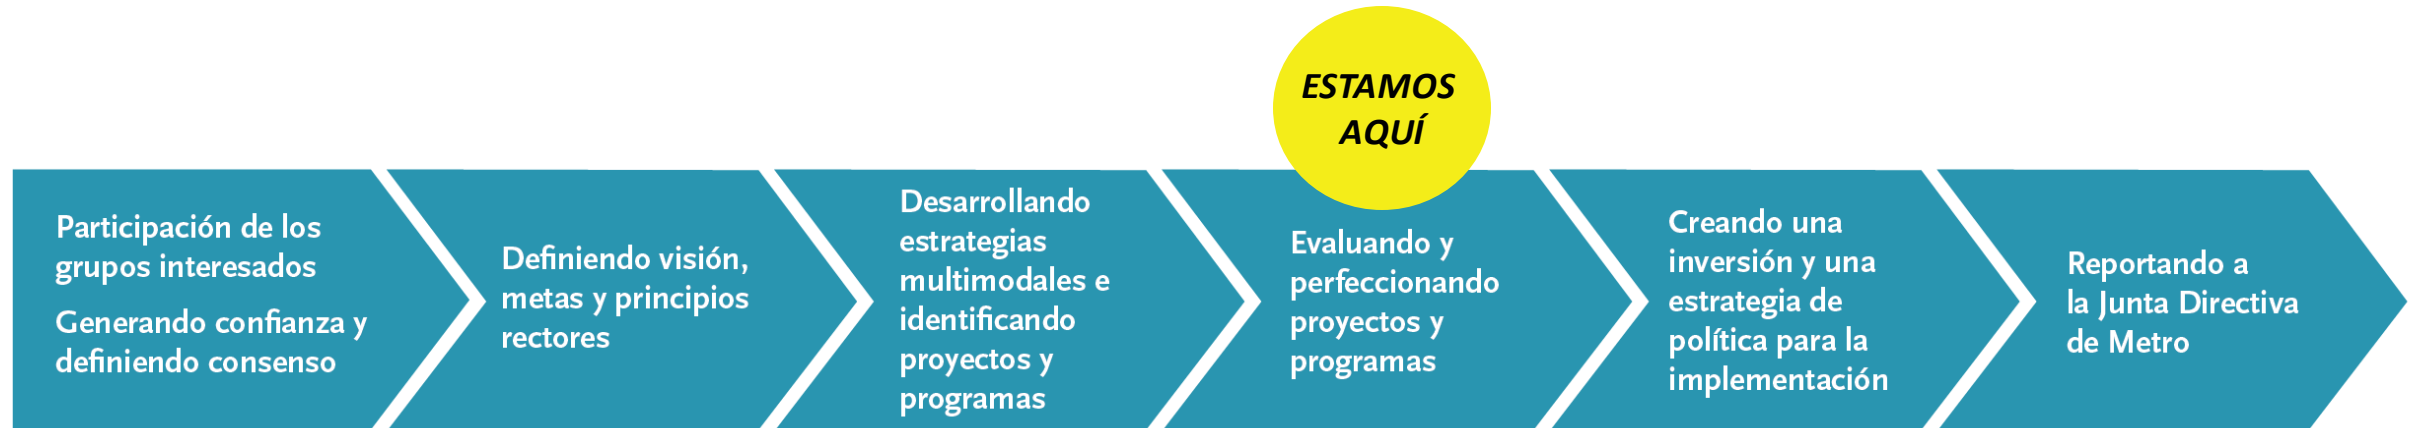 ESTAMOS
AQUÍ
Participación de los
grupos interesados
Generando confianza y
definiendo consenso
Definiendo visión,
metas y principios
rectores
Desarrollando
estrategias
multimodales e
identificando
proyectos y
programas
Evaluando y
perfeccionando
proyectos y
programas
Creando una
inversión y una
estrategia de
política para la
implementación
Reportando a
la Junta Directiva
de Metro